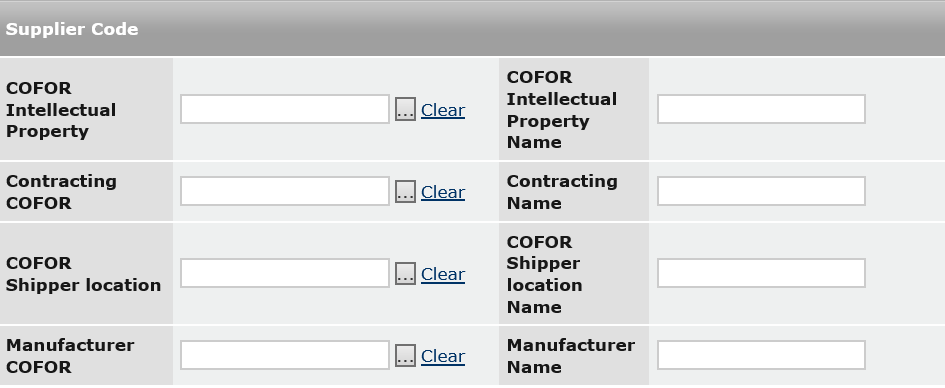 Supplier Code
COFOR
Intellectual
Property
... Clear
COFOR
Intellectual
Property
Name
Contracting
COFOR
... Clear
Contracting
Name
COFOR
Shipper location
... Clear
COFOR
Shipper
location
Name
Manufacturer
COFOR
... Clear
Manufacturer
Name